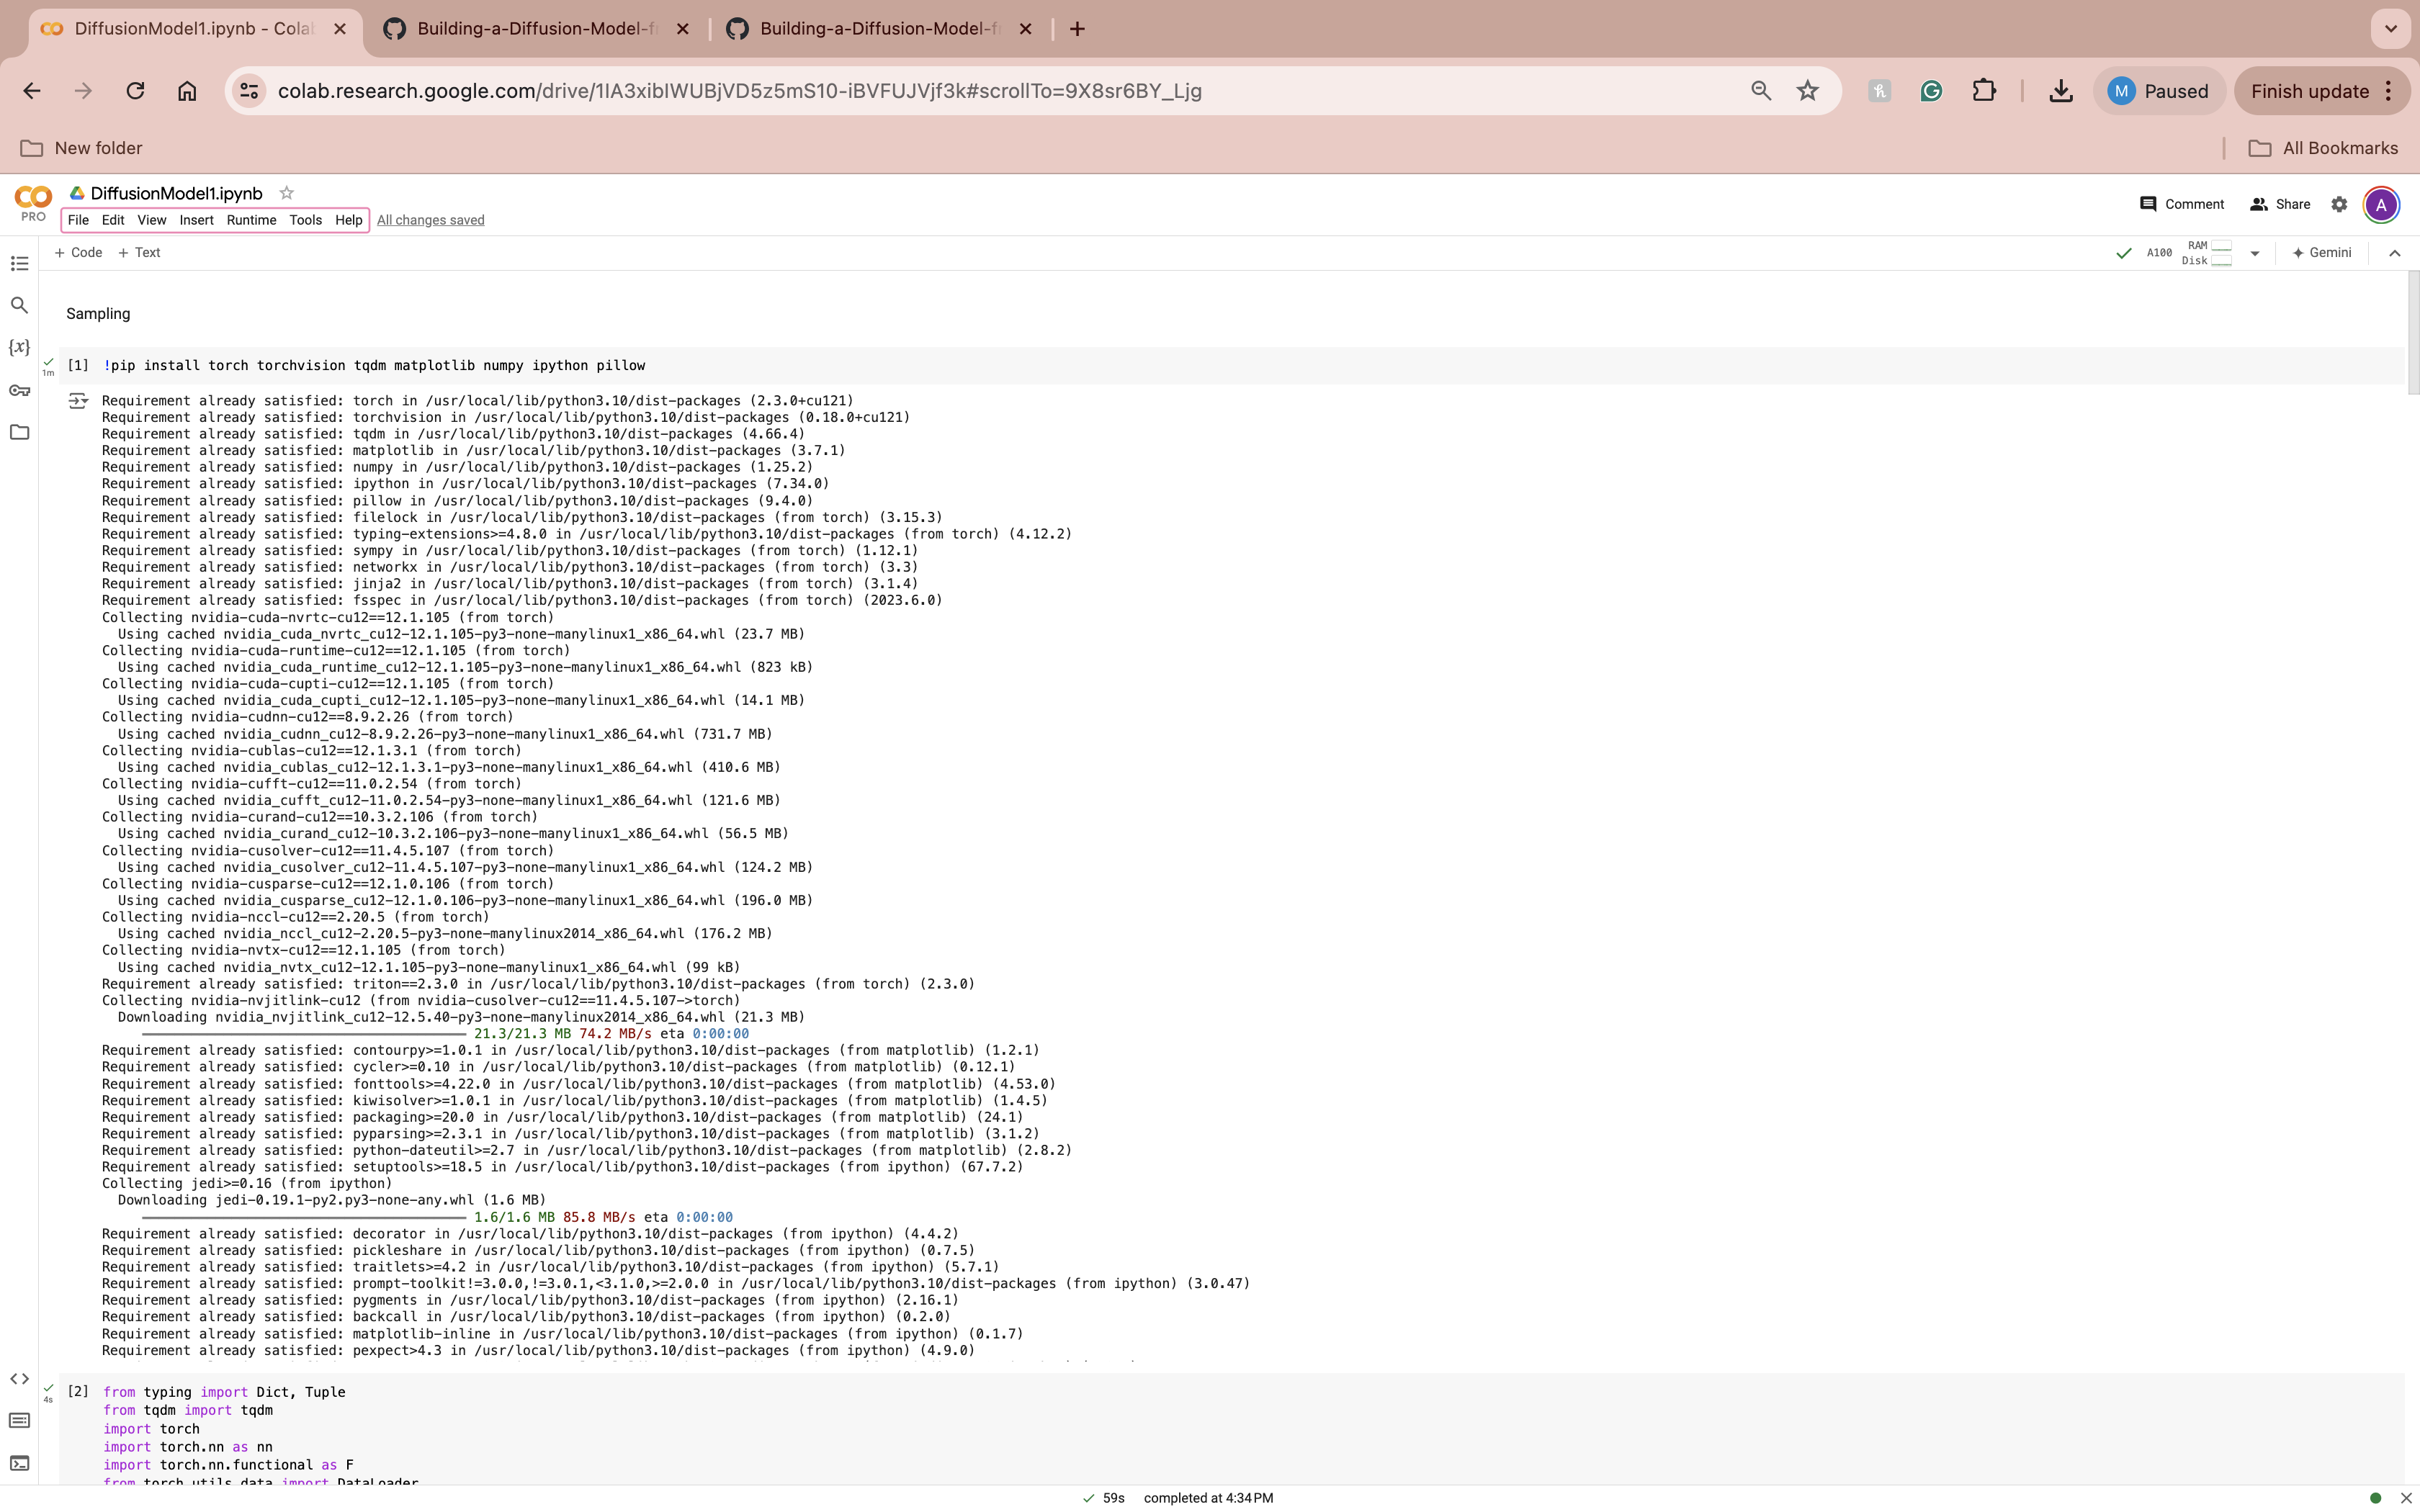 DiffusionModel1.ipynb - Cola
Building-a-Diffusion-Model-f
Building-a-Diffusion-Model-f
colab.research.google.com/drive/1IA3xibIWUBjVD5z5mS10-iBVFUJVjf3k#scrollTo=9X8sr6BY_Ljg
M Paused
Finish update
New folder
All Bookmarks
PRO
DiffusionModel1.ipynb
File Edit View Insert Runtime Tools Help All changes saved
Comment Share A
+ Code + Text
A100 RAM Disk Gemini
Sampling
1m
[1] !pip install torch torchvision tqdm matplotlib numpy ipython pillow
Requirement already satisfied: torch in /usr/local/lib/python3.10/dist-packages (2.3.0+cu121)
Requirement already satisfied: torchvision in /usr/local/lib/python3.10/dist-packages (0.18.0+cu121)
Requirement already satisfied: tqdm in /usr/local/lib/python3.10/dist-packages (4.66.4)
Requirement already satisfied: matplotlib in /usr/local/lib/python3.10/dist-packages (3.7.1)
Requirement already satisfied: numpy in /usr/local/lib/python3.10/dist-packages (1.25.2)
Requirement already satisfied: ipython in /usr/local/lib/python3.10/dist-packages (7.34.0)
Requirement already satisfied: pillow in /usr/local/lib/python3.10/dist-packages (9.4.0)
Requirement already satisfied: filelock in /usr/local/lib/python3.10/dist-packages (from torch) (3.15.3)
Requirement already satisfied: typing-extensions>=4.8.0 in /usr/local/lib/python3.10/dist-packages (from torch) (4.12.2)
Requirement already satisfied: sympy in /usr/local/lib/python3.10/dist-packages (from torch) (1.12.1)
Requirement already satisfied: networkx in /usr/local/lib/python3.10/dist-packages (from torch) (3.3)
Requirement already satisfied: jinja2 in /usr/local/lib/python3.10/dist-packages (from torch) (3.1.4)
Requirement already satisfied: fsspec in /usr/local/lib/python3.10/dist-packages (from torch) (2023.6.0)
Collecting nvidia-cuda-nvrtc-cu12==12.1.105 (from torch)
Using cached nvidia_cuda_nvrtc_cu12-12.1.105-py3-none-manylinux1_x86_64.whl (23.7 MB)
Collecting nvidia-cuda-runtime-cu12==12.1.105 (from torch)
Using cached nvidia_cuda_runtime_cu12-12.1.105-py3-none-manylinux1_x86_64.whl (823 kB)
Collecting nvidia-cuda-cupti-cu12==12.1.105 (from torch)
Using cached nvidia_cuda_cupti_cu12-12.1.105-py3-none-manylinux1_x86_64.whl (14.1 MB)
Collecting nvidia-cudnn-cu12==8.9.2.26 (from torch)
Using cached nvidia_cudnn_cu12-8.9.2.26-py3-none-manylinux1_x86_64.whl (731.7 MB)
Collecting nvidia-cublas-cu12==12.1.3.1 (from torch)
Using cached nvidia_cublas_cu12-12.1.3.1-py3-none-manylinux1_x86_64.whl (410.6 MB)
Collecting nvidia-cufft-cu12==11.0.2.54 (from torch)
Using cached nvidia_cufft_cu12-11.0.2.54-py3-none-manylinux1_x86_64.whl (121.6 MB)
Collecting nvidia-curand-cu12==10.3.2.106 (from torch)
Using cached nvidia_curand_cu12-10.3.2.106-py3-none-manylinux1_x86_64.whl (56.5 MB)
Collecting nvidia-cusolver-cu12==11.4.5.107 (from torch)
Using cached nvidia_cusolver_cu12-11.4.5.107-py3-none-manylinux1_x86_64.whl (124.2 MB)
Collecting nvidia-cusparse-cu12==12.1.0.106 (from torch)
Using cached nvidia_cusparse_cu12-12.1.0.106-py3-none-manylinux1_x86_64.whl (196.0 MB)
Collecting nvidia-nccl-cu12==2.20.5 (from torch)
Using cached nvidia_nccl_cu12-2.20.5-py3-none-manylinux2014_x86_64.whl (176.2 MB)
Collecting nvidia-nvtx-cu12==12.1.105 (from torch)
Using cached nvidia_nvtx_cu12-12.1.105-py3-none-manylinux1_x86_64.whl (99 kB)
Requirement already satisfied: triton==2.3.0 in /usr/local/lib/python3.10/dist-packages (from torch) (2.3.0)
Collecting nvidia-nvjitlink-cu12 (from nvidia-cusolver-cu12==11.4.5.107->torch)
Downloading nvidia_nvjitlink_cu12-12.5.40-py3-none-manylinux2014_x86_64.whl (21.3 MB)
21.3/21.3 MB 74.2 MB/s eta 0:00:00
Requirement already satisfied: contourpy>=1.0.1 in /usr/local/lib/python3.10/dist-packages (from matplotlib) (1.2.1)
Requirement already satisfied: cycler>=0.10 in /usr/local/lib/python3.10/dist-packages (from matplotlib) (0.12.1)
Requirement already satisfied: fonttools>=4.22.0 in /usr/local/lib/python3.10/dist-packages (from matplotlib) (4.53.0)
Requirement already satisfied: kiwisolver>=1.0.1 in /usr/local/lib/python3.10/dist-packages (from matplotlib) (1.4.5)
Requirement already satisfied: packaging>=20.0 in /usr/local/lib/python3.10/dist-packages (from matplotlib) (24.1)
Requirement already satisfied: pyparsing>=2.3.1 in /usr/local/lib/python3.10/dist-packages (from matplotlib) (3.1.2)
Requirement already satisfied: python-dateutil>=2.7 in /usr/local/lib/python3.10/dist-packages (from matplotlib) (2.8.2)
Requirement already satisfied: setuptools>=18.5 in /usr/local/lib/python3.10/dist-packages (from ipython) (67.7.2)
Collecting jedi>=0.16 (from ipython)
Downloading jedi-0.19.1-py2.py3-none-any.whl (1.6 MB)
1.6/1.6 MB 85.8 MB/s eta 0:00:00
Requirement already satisfied: decorator in /usr/local/lib/python3.10/dist-packages (from ipython) (4.4.2)
Requirement already satisfied: pickleshare in /usr/local/lib/python3.10/dist-packages (from ipython) (0.7.5)
Requirement already satisfied: traitlets>=4.2 in /usr/local/lib/python3.10/dist-packages (from ipython) (5.7.1)
Requirement already satisfied: prompt-toolkit!=3.0.0,!=3.0.1,<3.1.0,>=2.0.0 in /usr/local/lib/python3.10/dist-packages (from ipython) (3.0.47)
Requirement already satisfied: pygments in /usr/local/lib/python3.10/dist-packages (from ipython) (2.16.1)
Requirement already satisfied: backcall in /usr/local/lib/python3.10/dist-packages (from ipython) (0.2.0)
Requirement already satisfied: matplotlib-inline in /usr/local/lib/python3.10/dist-packages (from ipython) (0.1.7)
Requirement already satisfied: pexpect>4.3 in /usr/local/lib/python3.10/dist-packages (from ipython) (4.9.0)
4s
[2] from typing import Dict, Tuple
from tqdm import tqdm
import torch
import torch.nn as nn
import torch.nn.functional as F
from torch.utils.data import DataLoader
59s completed at 4:34 PM